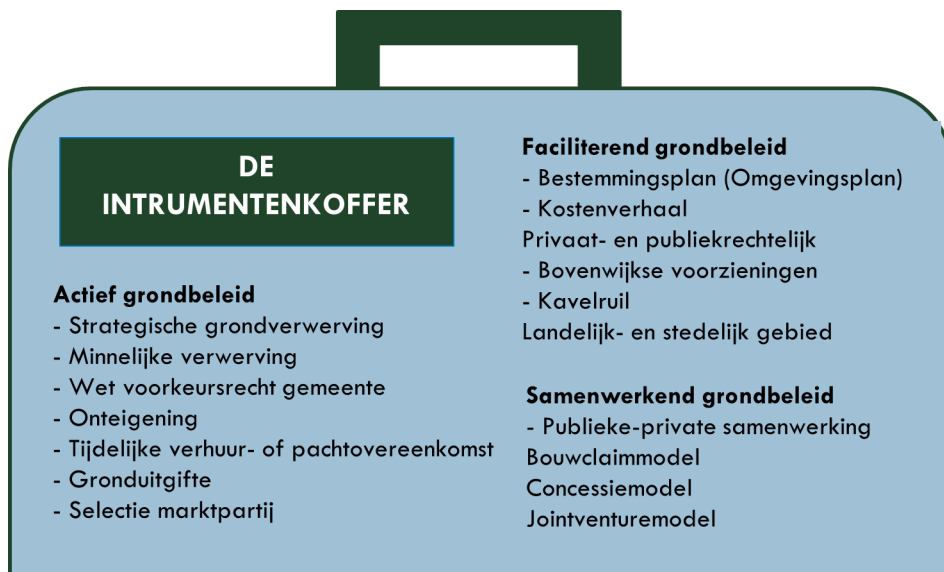 DE
INTRUMENTENKOFFER
Actief grondbeleid
- Strategische grondverwerving
- Minnelijke verwerving
- Wet voorkeursrecht gemeente
- Onteigening
- Tijdelijke verhuur- of pachtovereenkomst
- Gronduitgifte
- Selectie marktpartij
Faciliterend grondbeleid
- Bestemmingsplan (Omgevingsplan)
- Kostenverhaal
Privaat- en publiekrechtelijk
- Bovenwijkse voorzieningen
- Kavelruil
Landelijk- en stedelijk gebied
Samenwerkend grondbeleid
- Publieke-private samenwerking
Bouwclaimmodel
Concessiemodel
Jointventuremodel